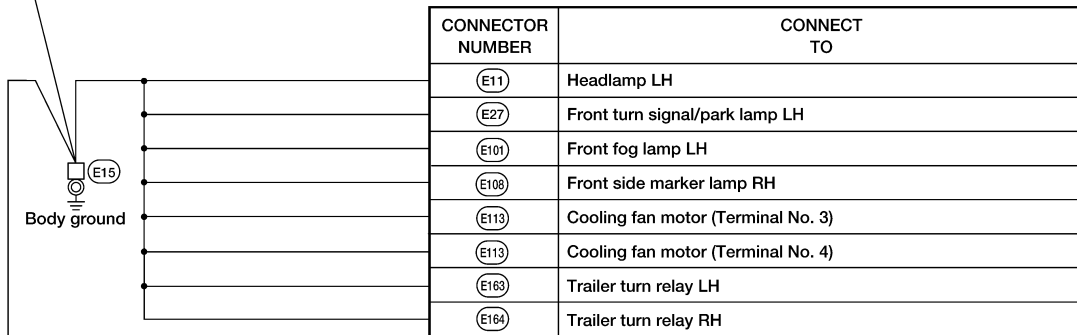 CONNECTOR NUMBER CONNECT TO
E11 Headlamp LH
E27 Front turn signal/park lamp LH
E101 Front fog lamp LH
E108 Front side marker lamp RH
E113 Cooling fan motor (Terminal No. 3)
E113 Cooling fan motor (Terminal No. 4)
E163 Trailer turn relay LH
E164 Trailer turn relay RH
E15
Body ground